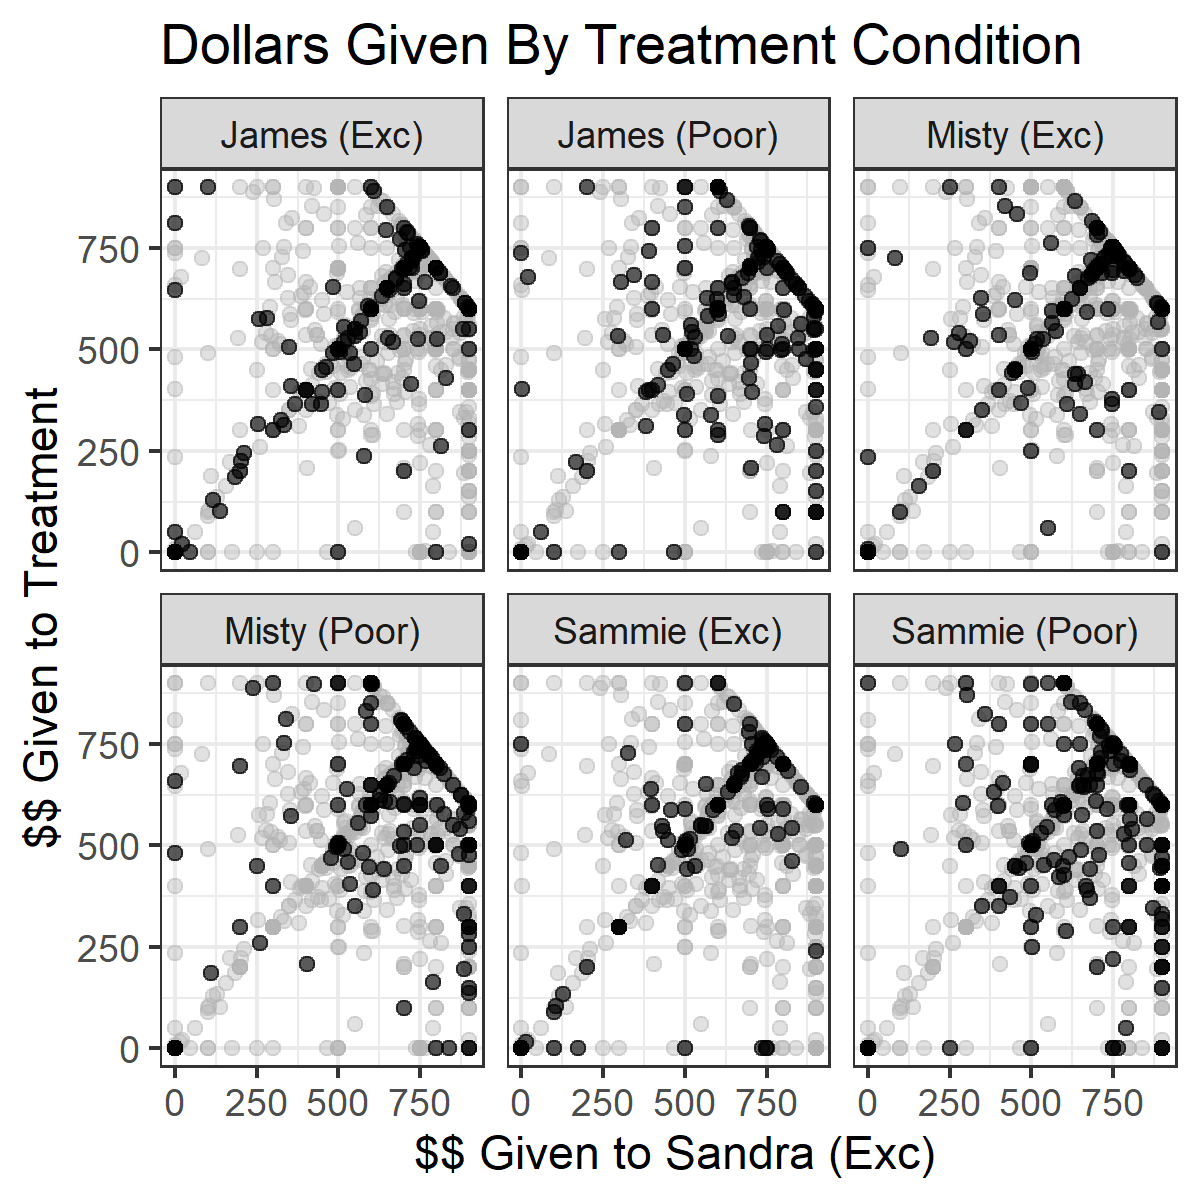 Dollars Given By Treatment Condition
James (Exc) James (Poor) Misty (Exc)
750
500
250
0
Misty (Poor) Sammie (Exc) Sammie (Poor)
750
500
250
0
0 250 500 750 0 250 500 750 0 250 500 750
$$ Given to Sandra (Exc)
$$ Given to Treatment